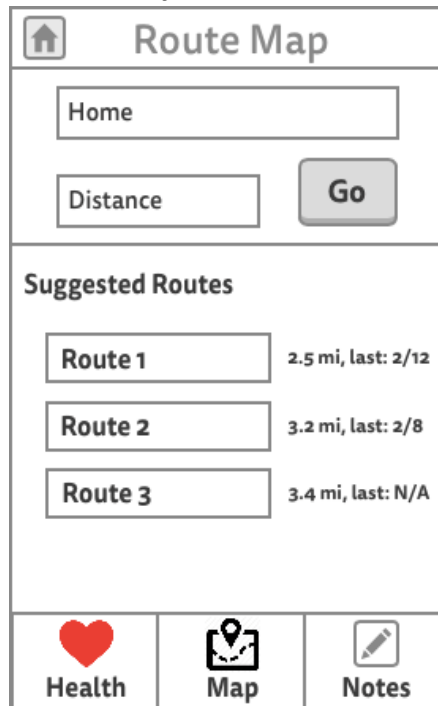 Route Map
Home
Distance
Go
Suggested Routes
Route 1 2.5 mi, last: 2/12
Route 2 3.2 mi, last: 2/8
Route 3 3.4 mi, last: N/A
Health Map Notes